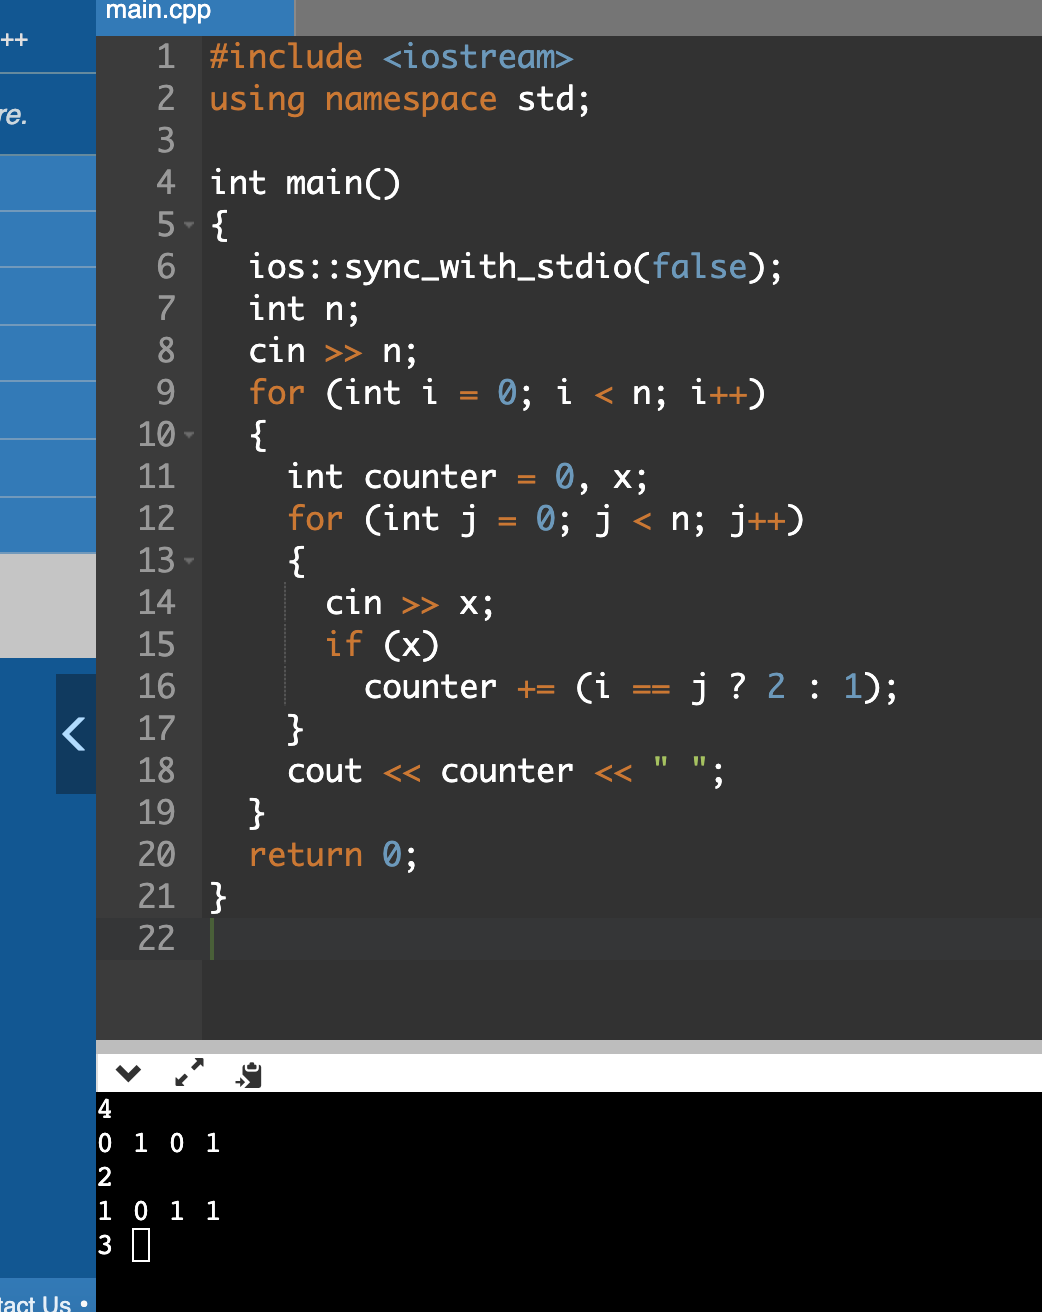 main.cpp
++
re.
1 #include <iostream>
2 using namespace std;
3
4 int main()
5 {
6   ios::sync_with_stdio(false);
7   int n;
8   cin >> n;
9   for (int i = 0; i < n; i++)
10   {
11     int counter = 0, x;
12     for (int j = 0; j < n; j++)
13     {
14       cin >> x;
15       if (x)
16         counter += (i == j ? 2 : 1);
17     }
18     cout << counter << " ";
19   }
20   return 0;
21 }
22
4
0 1 0 1
2
1 0 1 1
3
tact Us •